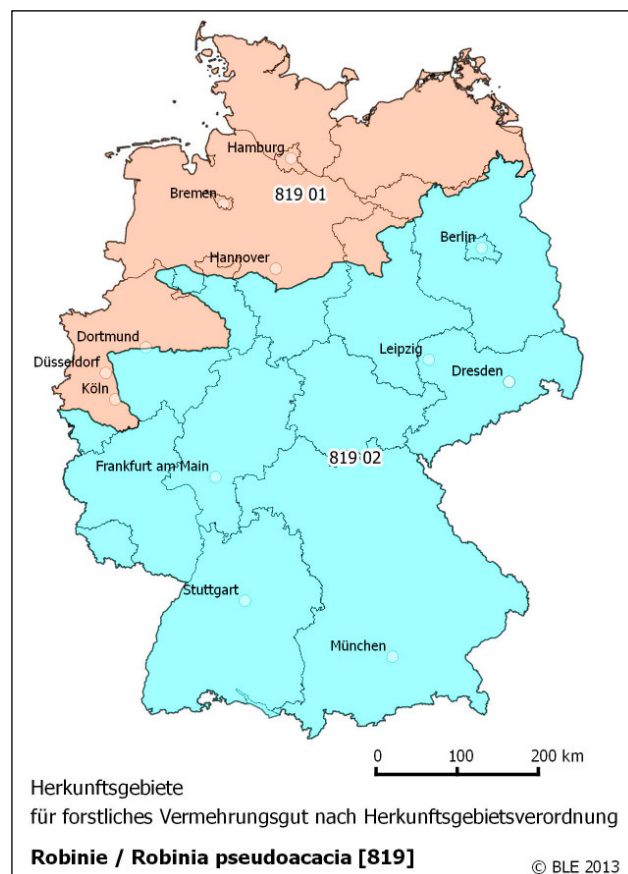 Hamburg
Bremen
819 01
Berlin
Hannover
Dortmund
Düsseldorf
Köln
Leipzig
Dresden
Frankfurt am Main
819 02
Stuttgart
München
0 100 200 km
Herkunftsgebiete
für forstliches Vermehrungsgut nach Herkunftsgebietsverordnung
Robinie / Robinia pseudoacacia [819]
© BLE 2013